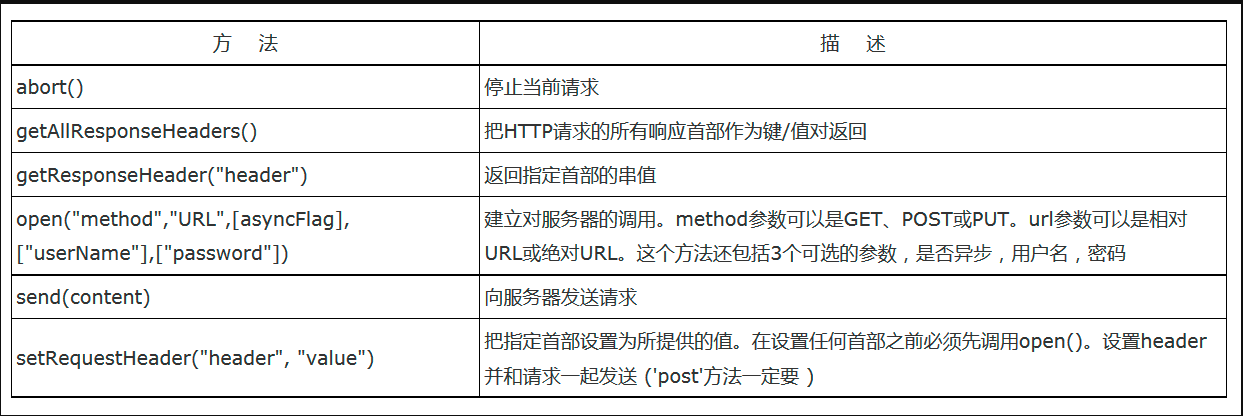 方 法
描 述
abort()
停止当前请求
getAllResponseHeaders()
把HTTP请求的所有响应首部作为键/值对返回
getResponseHeader("header")
返回指定首部的串值
open("method","URL",[asyncFlag],
["userName"],["password"])
建立对服务器的调用。method参数可以是GET、POST或PUT。url参数可以是相对
URL或绝对URL。这个方法还包括3个可选的参数，是否异步，用户名，密码
send(content)
向服务器发送请求
setRequestHeader("header", "value")
把指定首部设置为所提供的值。在设置任何首部之前必须先调用open()。设置header
并和请求一起发送 ('post'方法一定要 )